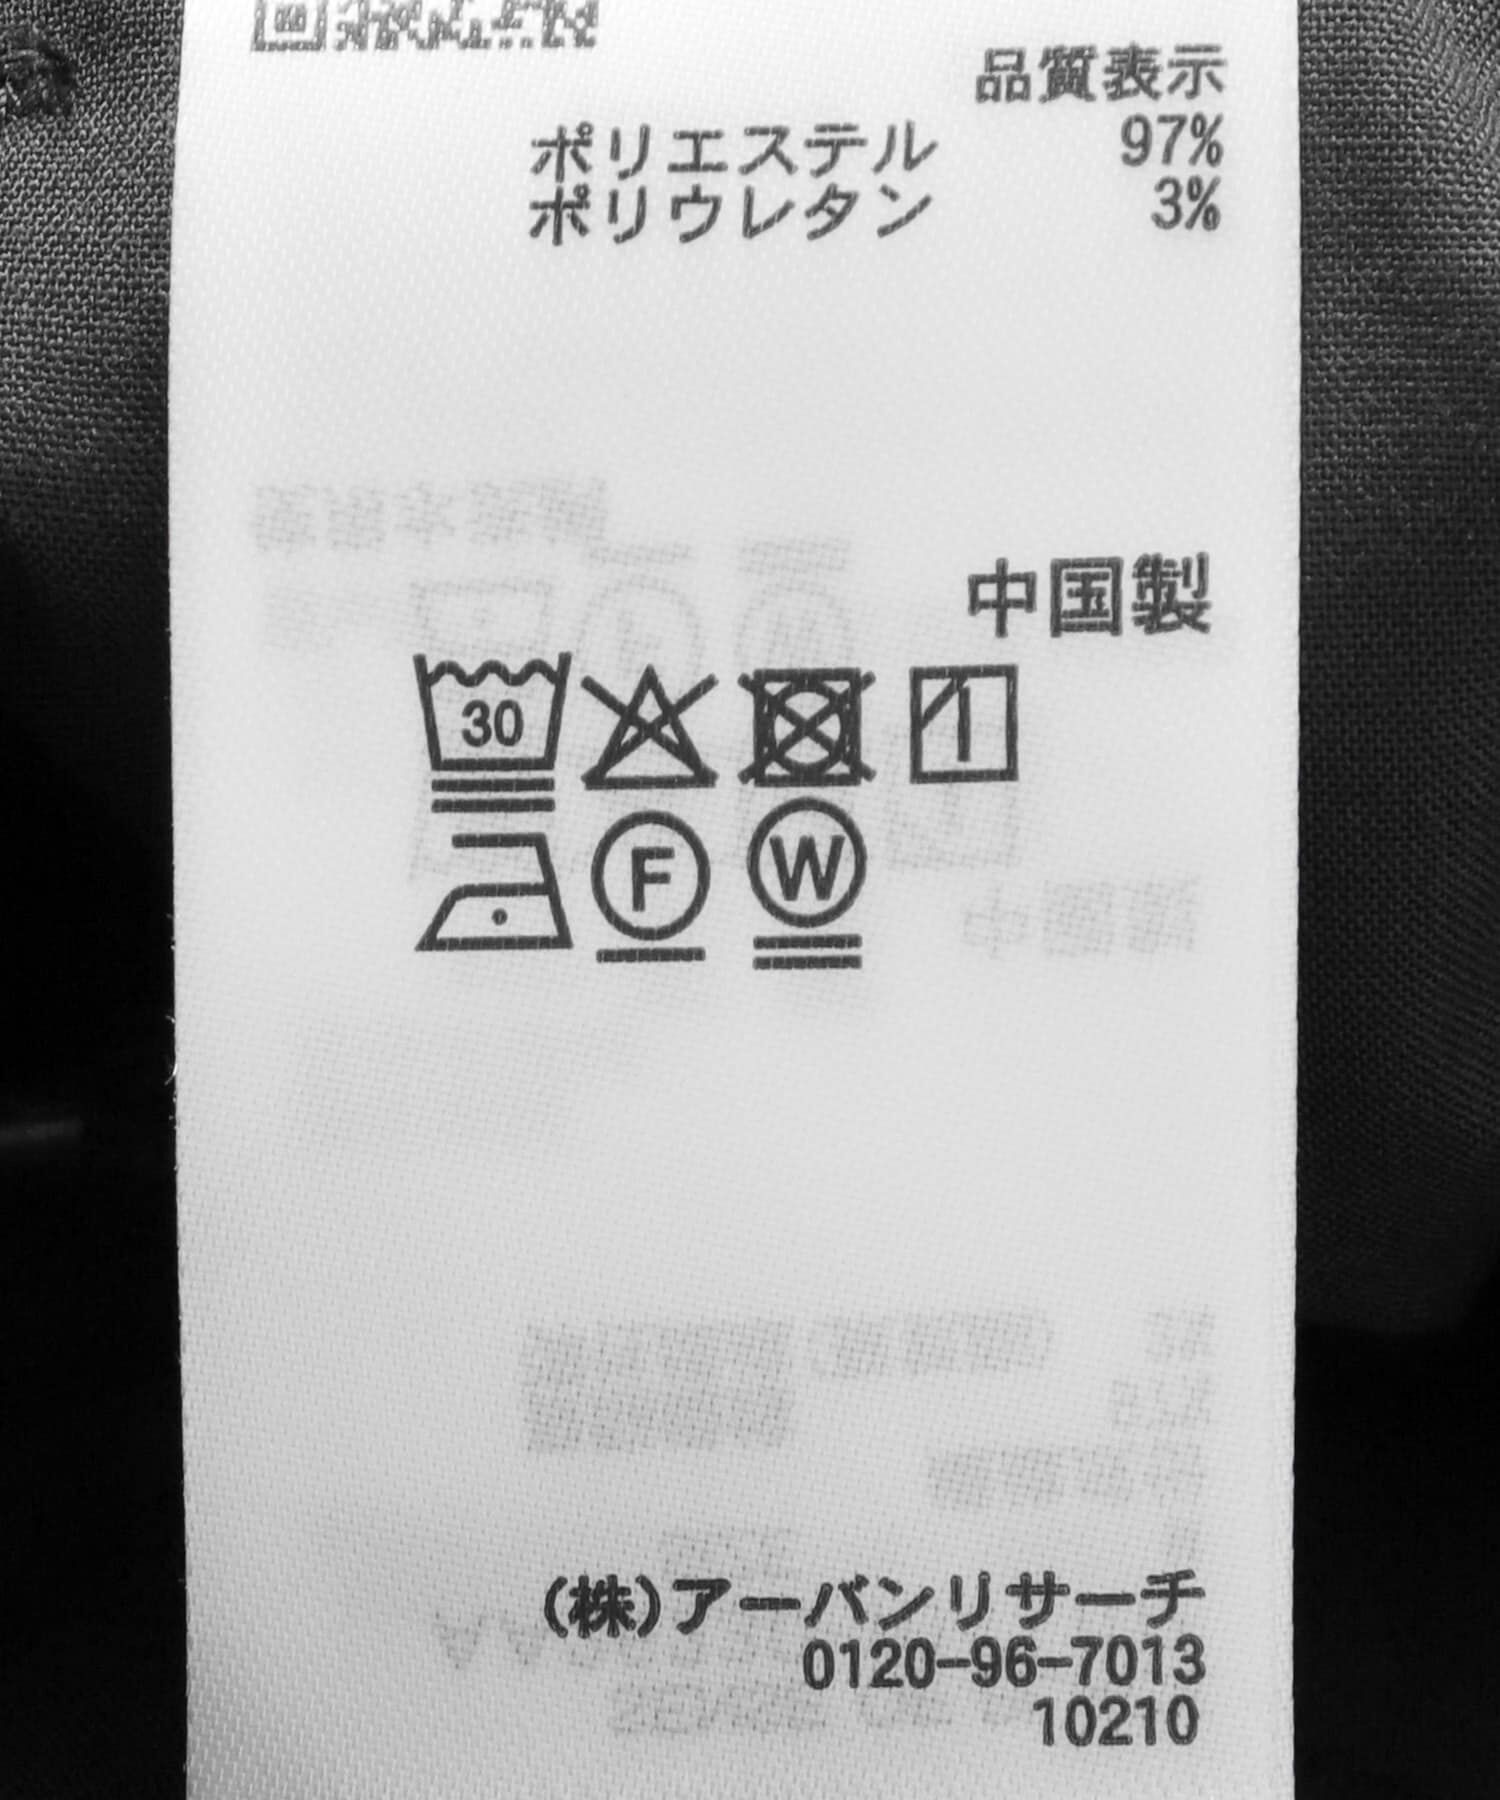 品質表示
ポリエステル 97%
ポリウレタン 3%
中国製
30
F W
(株)アーバンリサーチ
0120-96-7013
10210